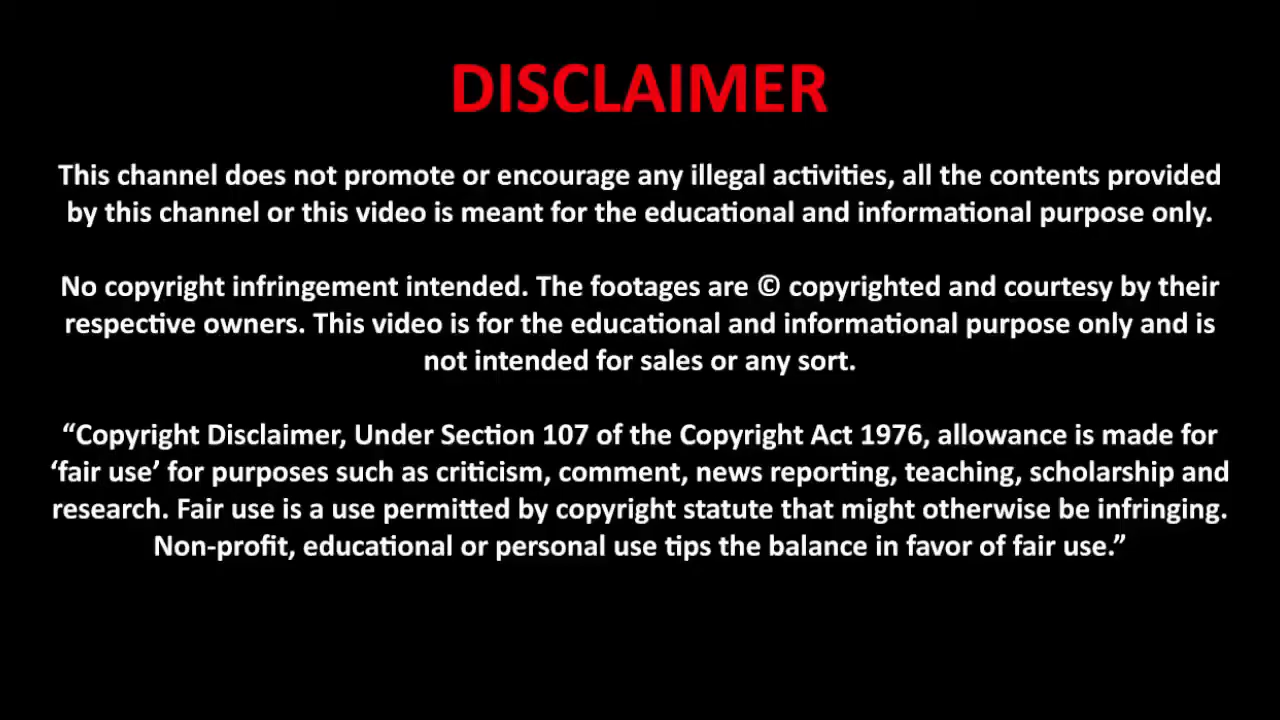 DISCLAIMER
This channel does not promote or encourage any illegal activities, all the contents provided
by this channel or this video is meant for the educational and informational purpose only.
No copyright infringement intended. The footages are © copyrighted and courtesy by their
respective owners. This video is for the educational and informational purpose only and is
not intended for sales or any sort.
“Copyright Disclaimer, Under Section 107 of the Copyright Act 1976, allowance is made for
‘fair use’ for purposes such as criticism, comment, news reporting, teaching, scholarship and
research. Fair use is a use permitted by copyright statute that might otherwise be infringing.
Non-profit, educational or personal use tips the balance in favor of fair use.”